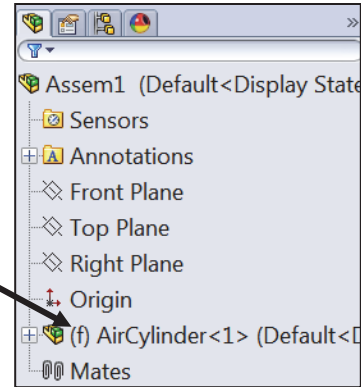 »
Assem1 (Default<Display State
Sensors
A Annotations
Front Plane
Top Plane
Right Plane
Origin
(f) AirCylinder<1> (Default<D
Mates